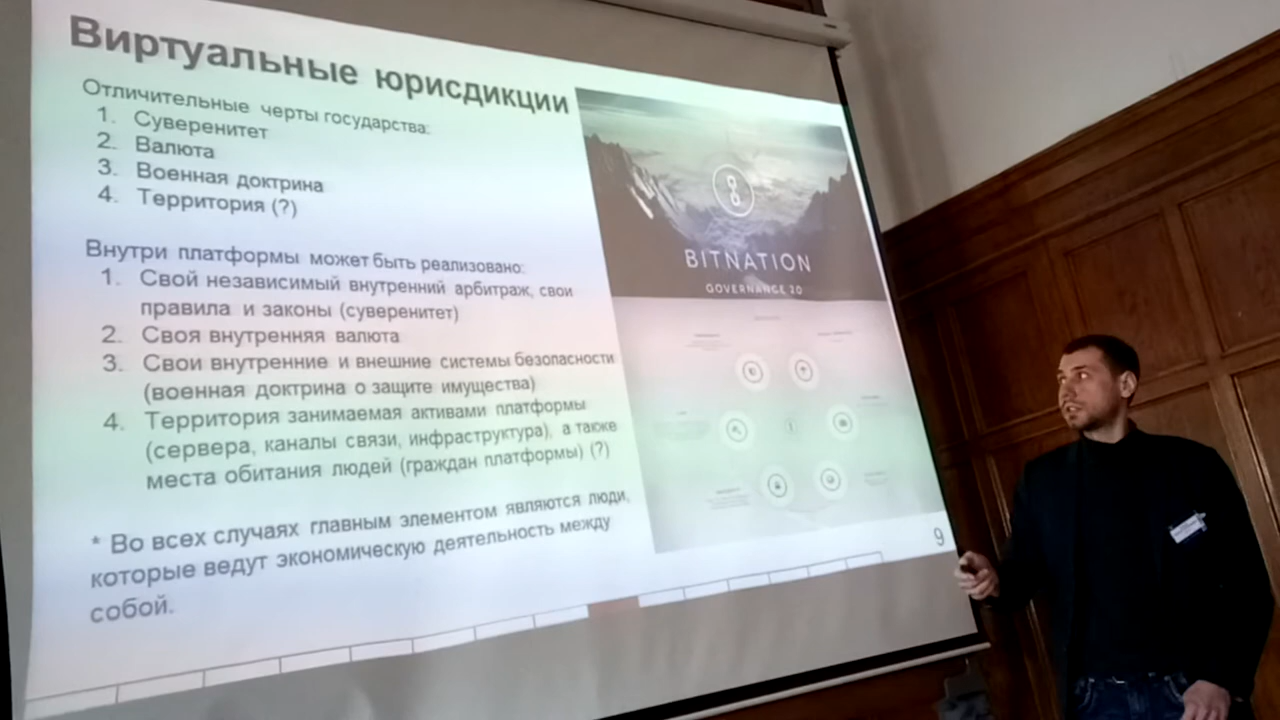 Виртуальные юрисдикции
Отличительные черты государства:
1. Суверенитет
2. Валюта
3. Военная доктрина
4. Территория (?)
Внутри платформы может быть реализовано:
1. Свой независимый внутренний арбитраж, свои
правила и законы (суверенитет)
2. Своя внутренняя валюта
3. Свои внутренние и внешние системы безопасности
(военная доктрина о защите имущества)
4. Территория занимаемая активами платформы
(сервера, каналы связи, инфраструктура), а также
места обитания людей (граждан платформы) (?)
* Во всех случаях главным элементом являются люди,
которые ведут экономическую деятельность между
собой.
BITNATION
GOVERNANCE 2.0
9